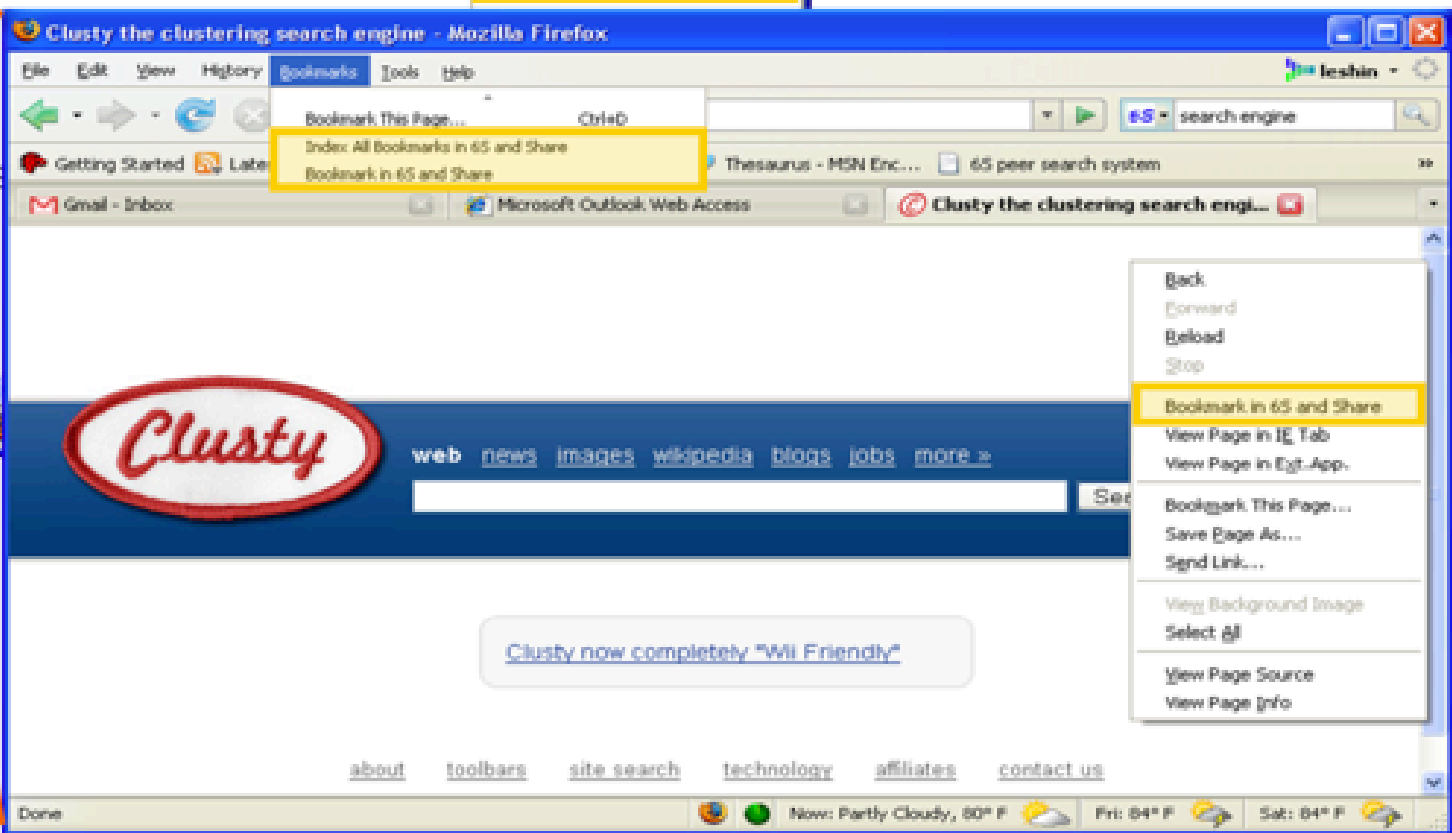 Clusty the clustering search engine - Mozilla Firefox
File Edit View History Bookmarks Tools Help leshin
Bookmark This Page... Ctrl+D
Index All Bookmarks in 6S and Share
Bookmark in 6S and Share
6S search engine
Getting Started Late Thesaurus - MSN Enc... 6S peer search system »
Gmail - Inbox Microsoft Outlook Web Access Clusty the clustering search engi...
Back
Forward
Reload
Stop
Bookmark in 6S and Share
View Page in IE Tab
View Page in Ext. App.
Bookmark This Page...
Save Page As...
Send Link...
View Background Image
Select All
View Page Source
View Page Info
Clusty
web news images wikipedia blogs jobs more »
Sea
Clusty now completely "Wii Friendly"
about toolbars site search technology affiliates contact us
Done Now: Partly Cloudy, 80° F Fri: 84° F Sat: 84° F